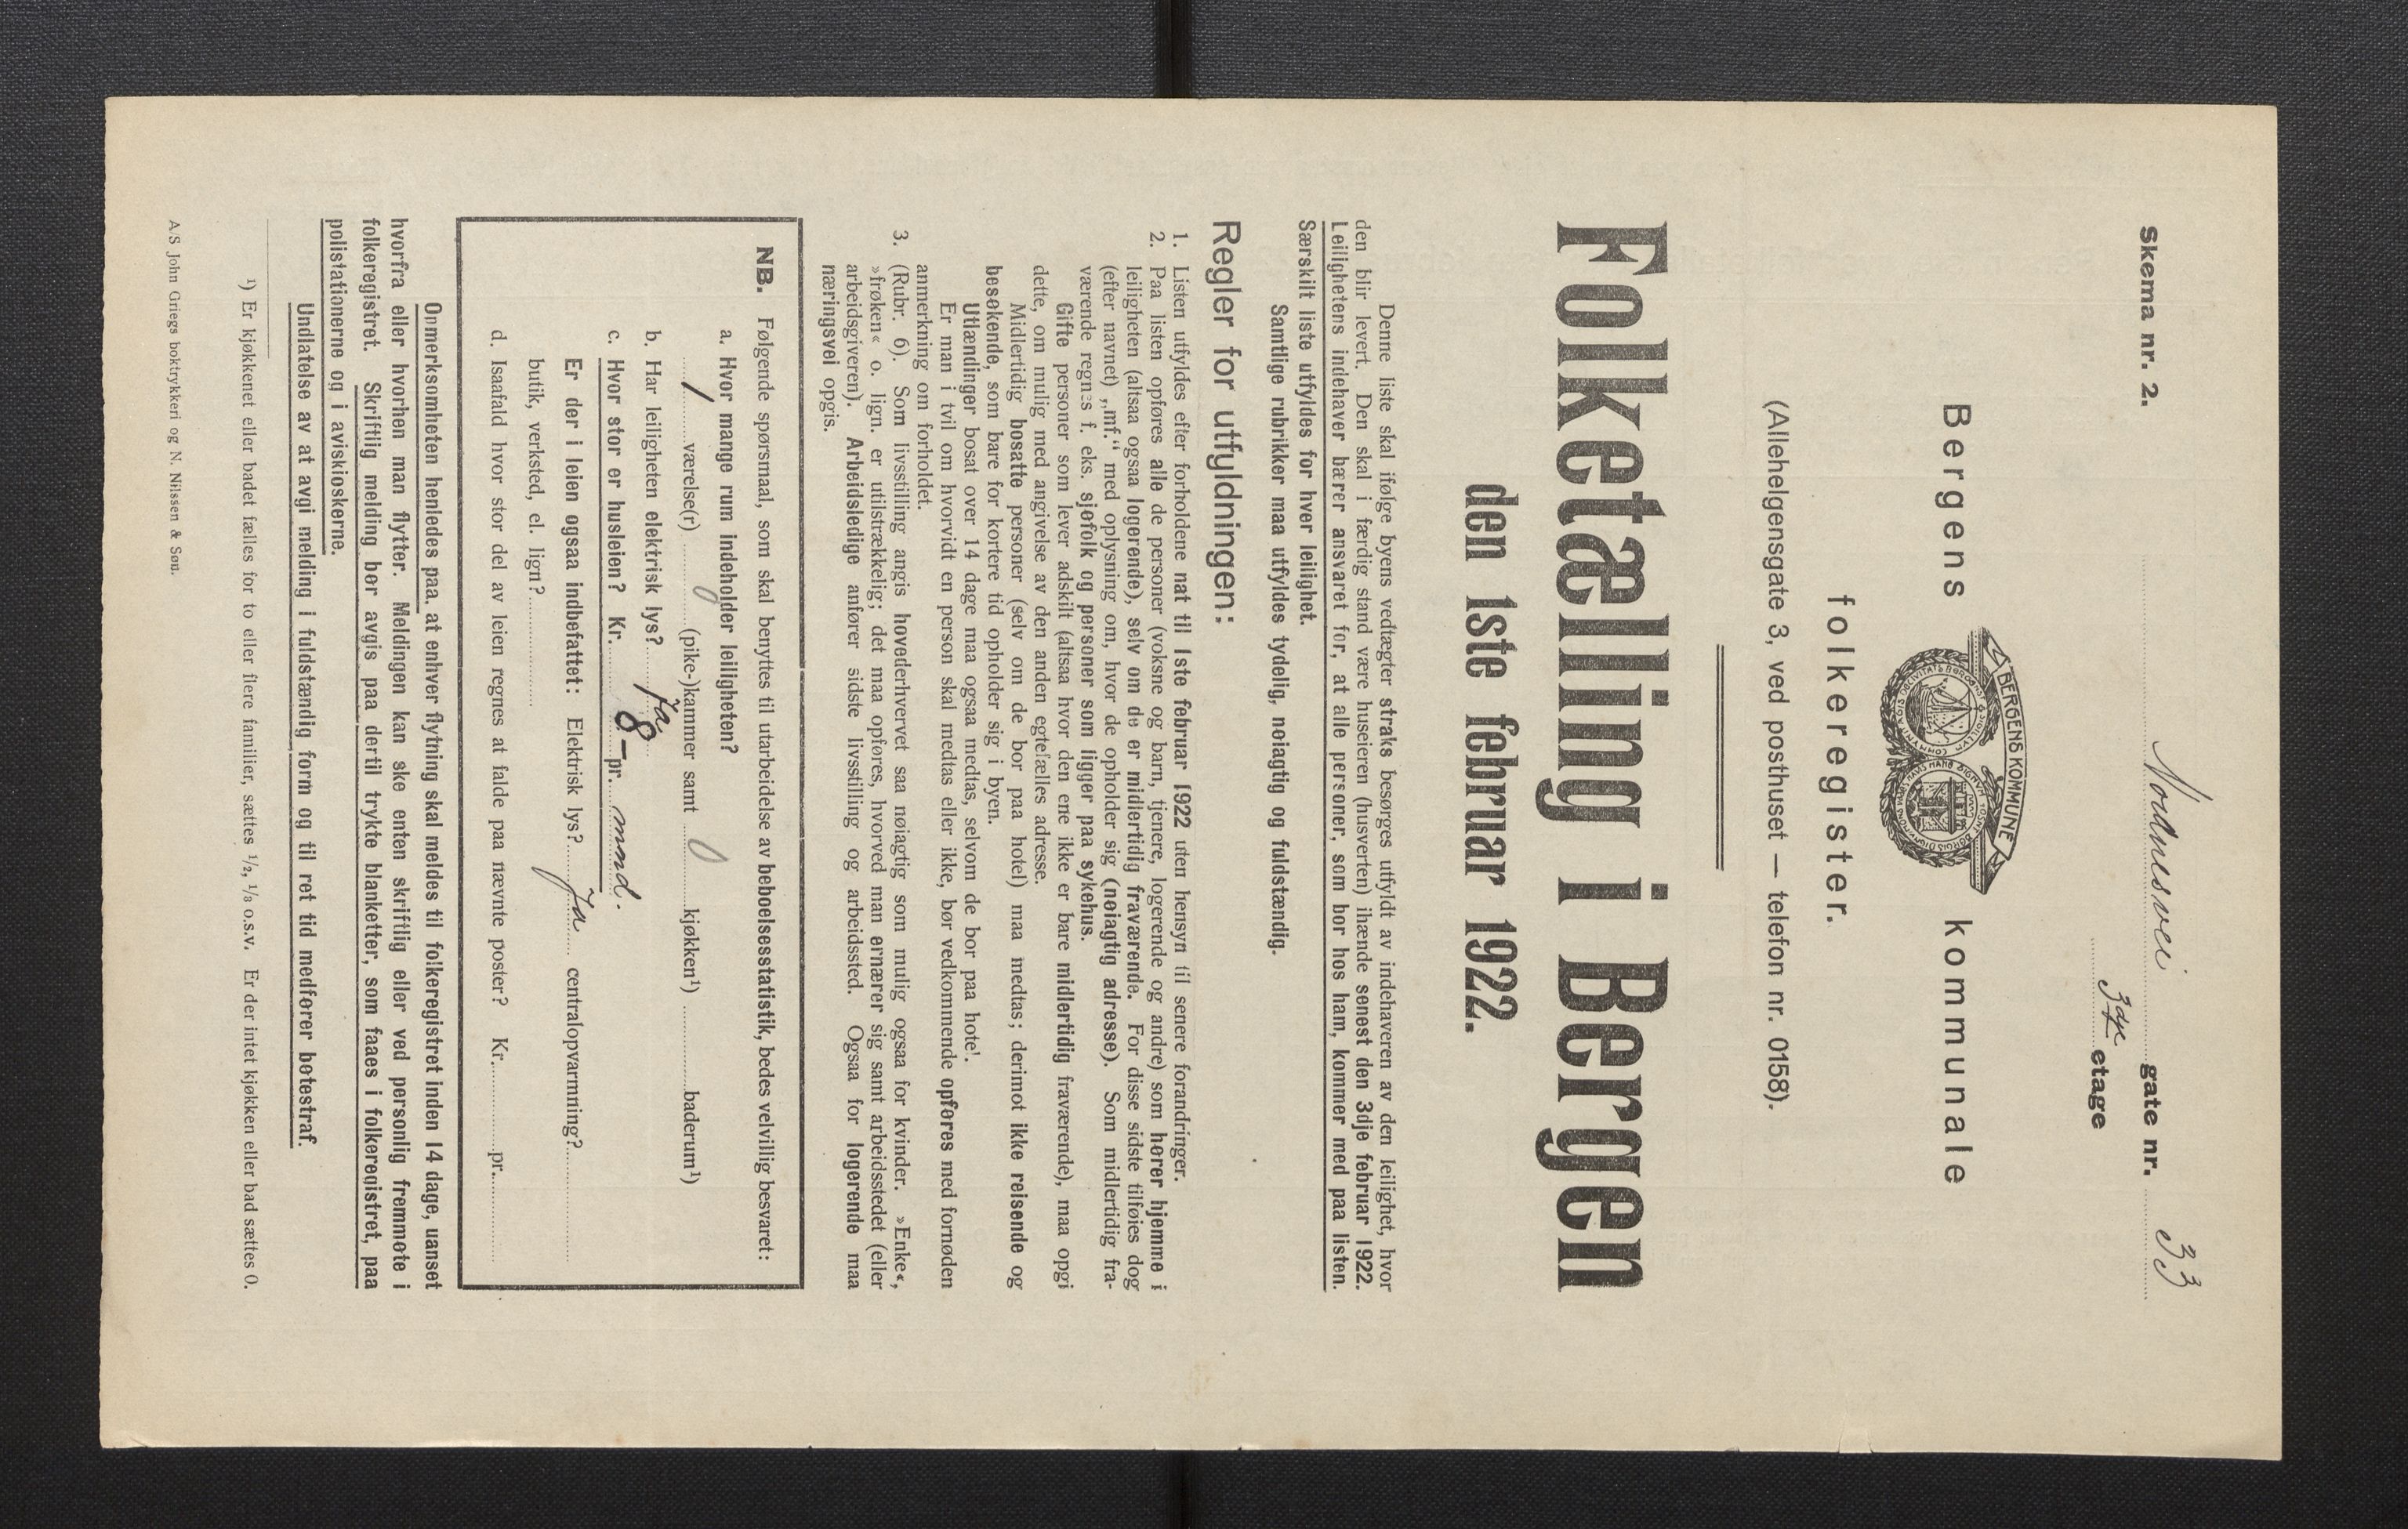 Skema nr. 2.
Nordnesvei gate nr. 33
3dje etage
Bergens kommunale
BERGENS KOMMUNE
folkeregister.
(Allehelgensgate 3, ved posthuset — telefon nr. 0158).
Folketælling i Bergen
den 1ste februar 1922.
Denne liste skal ifølge byens vedtægter straks besørges utfyldt av indehaveren av den leilighet, hvor
den blir levert. Den skal i færdig stand være huseieren (husverten) ihænde senest den 3dje februar 1922.
Leilighetens indehaver bærer ansvaret for, at alle personer, som bor hos ham, kommer med paa listen.
Særskilt liste utfyldes for hver leilighet.
Samtlige rubrikker maa utfyldes tydelig, nøiagtig og fuldstændig.
Regler for utfyldningen:
1. Listen utfyldes efter forholdene nat til 1ste februar 1922 uten hensyn til senere forandringer.
2. Paa listen opføres alle de personer (voksne og barn, tjenere, logerende og andre) som hører hjemme i
leiligheten (altsaa ogsaa logerende), selv om de er midlertidig fraværende. For disse sidste tilføies dog
(efter navnet) „mf.“ med oplysning om, hvor de opholder sig (nøiagtig adresse). Som midlertidig fra-
værende regnes f. eks. sjøfolk og personer som ligger paa sykehus.
Gifte personer som lever adskilt (altsaa hvor den ene ikke er bare midlertidig fraværende), maa opgi
dette, om mulig med angivelse av den anden egtefælles adresse.
Midlertidig bosatte personer (selv om de bor paa hotel) maa medtas; derimot ikke reisende og
besøkende, som bare for kortere tid opholder sig i byen.
Utlændinger bosat over 14 dage maa ogsaa medtas, selvom de bor paa hotel.
Er man i tvil om hvorvidt en person skal medtas eller ikke, bør vedkommende opføres med fornøden
anmerkning om forholdet.
3. (Rubr. 6). Som livsstilling angis hovederhvervet saa nøiagtig som mulig ogsaa for kvinder. »Enke«,
»frøken« o. lign. er utilstrækkelig; det maa opføres, hvorved man ernærer sig samt arbeidsstedet (eller
arbeidsgiveren). Arbeidsledige anfører sidste livsstilling og arbeidssted. Ogsaa for logerende maa
næringsvei opgis.
NB. Følgende spørsmaal, som skal benyttes til utarbeidelse av beboelsesstatistik, bedes velvillig besvaret:
a. Hvor mange rum indeholder leiligheten?
1 værelse(r) 0 (pike-)kammer samt 0 kjøkken¹) baderum¹)
b. Har leiligheten elektrisk lys? Ja
c. Hvor stor er husleien? Kr. 8– pr. mnd.
Er der i leien ogsaa indbefattet: Elektrisk lys? Ja centralopvarmning?
butik, verksted, el. lign?
d. Isaafald hvor stor del av leien regnes at falde paa nævnte poster? Kr. pr.
Opmerksomheten henledes paa, at enhver flytning skal meldes til folkeregistret inden 14 dage, uanset
hvorfra eller hvorhen man flytter. Meldingen kan ske enten skriftlig eller ved personlig fremmøte i
folkeregistret. Skriftlig melding bør avgis paa dertil trykte blanketter, som faaes i folkeregistret, paa
polistationerne og i aviskioskerne.
Undlatelse av at avgi melding i fuldstændig form og til ret tid medfører bøtestraf.
¹) Er kjøkkenet eller badet fælles for to eller flere familier, sættes ¹/₂, ¹/₃ o.s.v. Er der intet kjøkken eller bad sættes 0.
A/S John Griegs boktrykkeri og N. Nilssen & Søn.